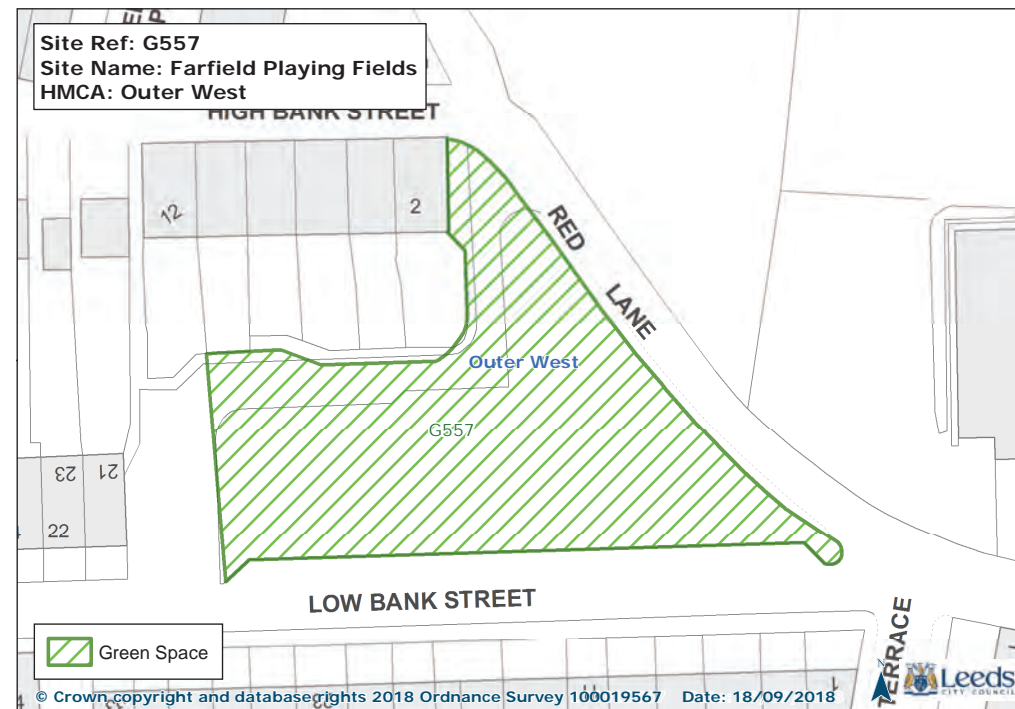 Site Ref: G557
Site Name: Farfield Playing Fields
HMCA: Outer West
HIGH BANK STREET
12
2
RED
LANE
Outer West
G557
23
21
22
LOW BANK STREET
TERRACE
Green Space
1
© Crown copyright and database rights 2018 Ordnance Survey 100019567 Date: 18/09/2018
Leeds
CITY COUNCIL